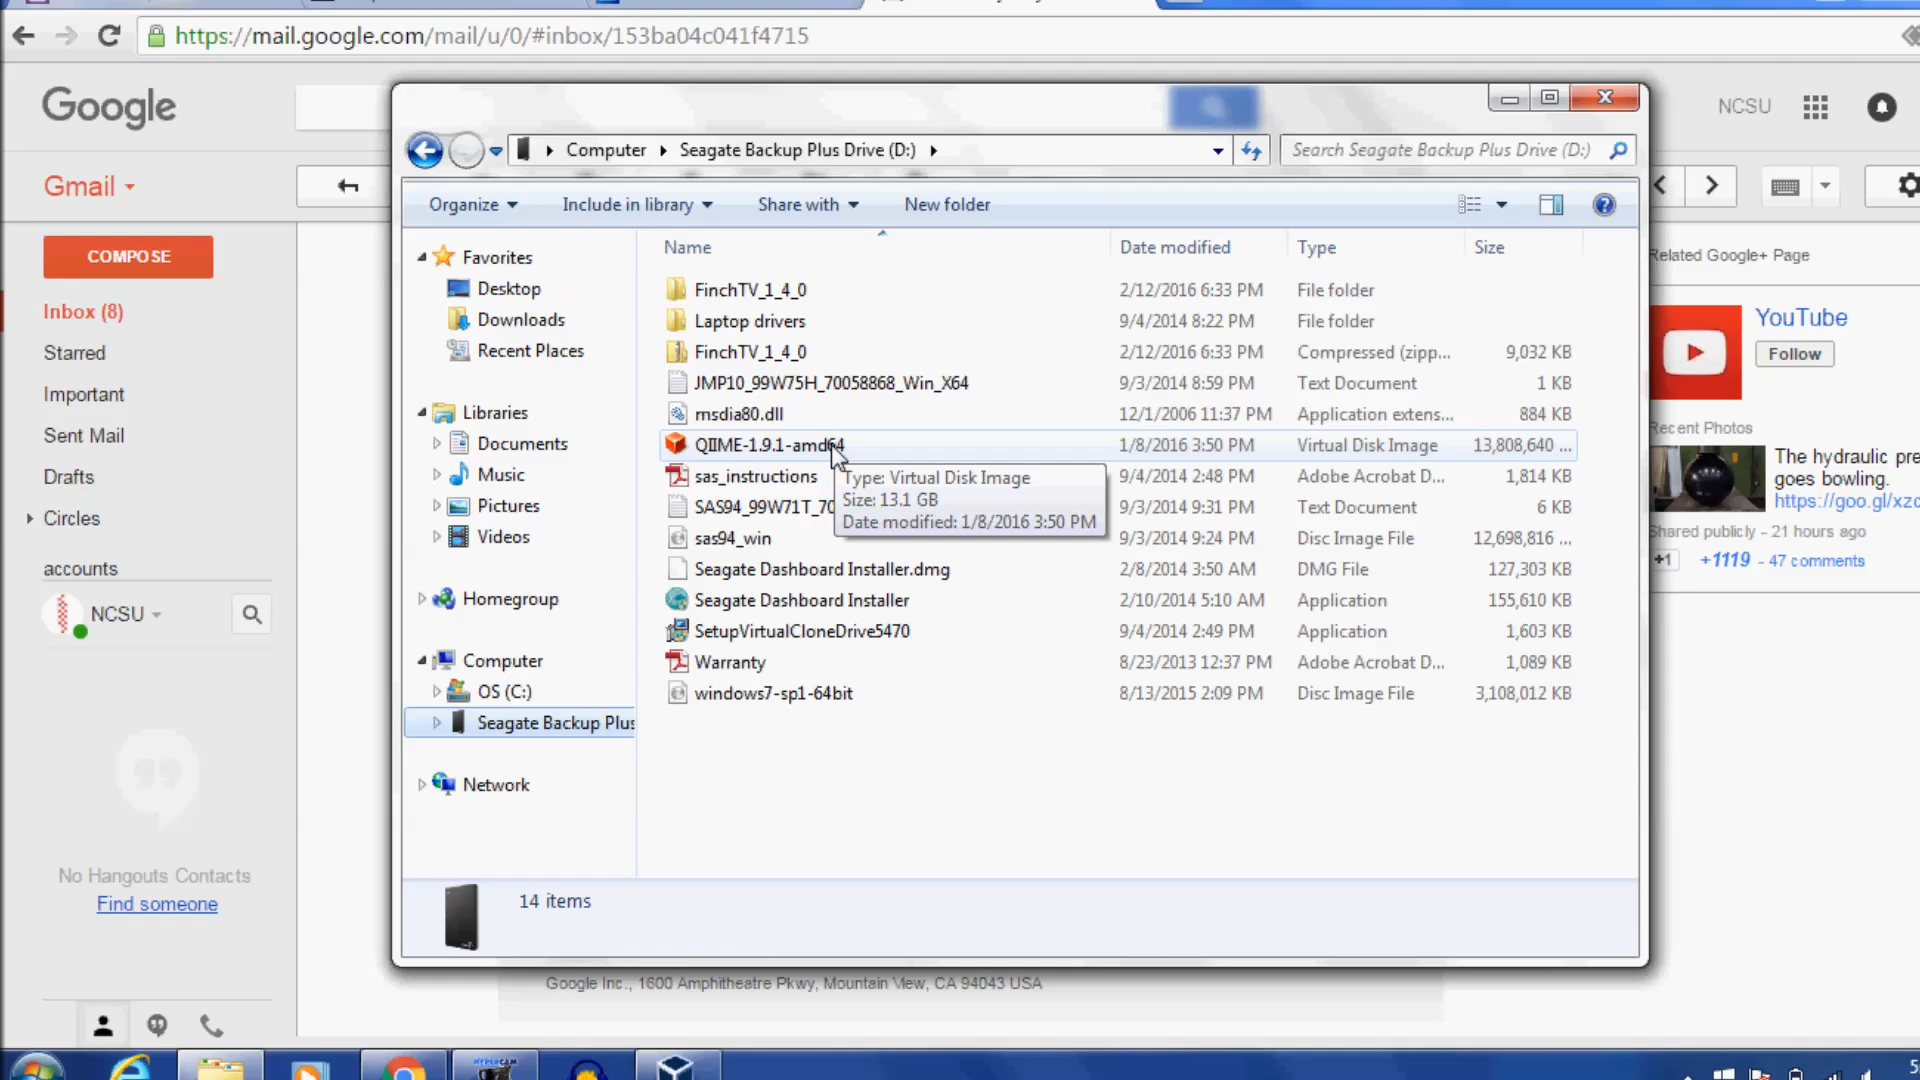 https://mail.google.com/mail/u/0/#inbox/153ba04c041f4715
Google
NCSU
Computer
Seagate Backup Plus Drive (D:)
Search Seagate Backup Plus Drive (D:)
Gmail
Organize
Include in library
Share with
New folder
COMPOSE
Inbox (8)
Starred
Important
Sent Mail
Drafts
Circles
accounts
NCSU
No Hangouts Contacts
Find someone
Favorites
Desktop
Downloads
Recent Places
Libraries
Documents
Music
Pictures
Videos
Homegroup
Computer
OS (C:)
Seagate Backup Plus
Network
Name Date modified Type Size
FinchTV_1_4_0 2/12/2016 6:33 PM File folder
Laptop drivers 9/4/2014 8:22 PM File folder
FinchTV_1_4_0 2/12/2016 6:33 PM Compressed (zipp... 9,032 KB
JMP10_99W75H_70058868_Win_X64 9/3/2014 8:59 PM Text Document 1 KB
msdia80.dll 12/1/2006 11:37 PM Application extens... 884 KB
QIIME-1.9.1-amd64 1/8/2016 3:50 PM Virtual Disk Image 13,808,640 ...
sas_instructions 9/4/2014 2:48 PM Adobe Acrobat D... 1,814 KB
SAS94_99W71T_70 9/3/2014 9:31 PM Text Document 6 KB
sas94_win 9/3/2014 9:24 PM Disc Image File 12,698,816 ...
Seagate Dashboard Installer.dmg 2/8/2014 3:50 AM DMG File 127,303 KB
Seagate Dashboard Installer 2/10/2014 5:10 AM Application 155,610 KB
SetupVirtualCloneDrive5470 9/4/2014 2:49 PM Application 1,603 KB
Warranty 8/23/2013 12:37 PM Adobe Acrobat D... 1,089 KB
windows7-sp1-64bit 8/13/2015 2:09 PM Disc Image File 3,108,012 KB
Type: Virtual Disk Image
Size: 13.1 GB
Date modified: 1/8/2016 3:50 PM
14 items
Related Google+ Page
YouTube
Follow
Recent Photos
The hydraulic pre
goes bowling.
https://goo.gl/xzc
Shared publicly - 21 hours ago
+1 +1119 - 47 comments
Google Inc., 1600 Amphitheatre Pkwy, Mountain View, CA 94043 USA
HYPERCAM
5